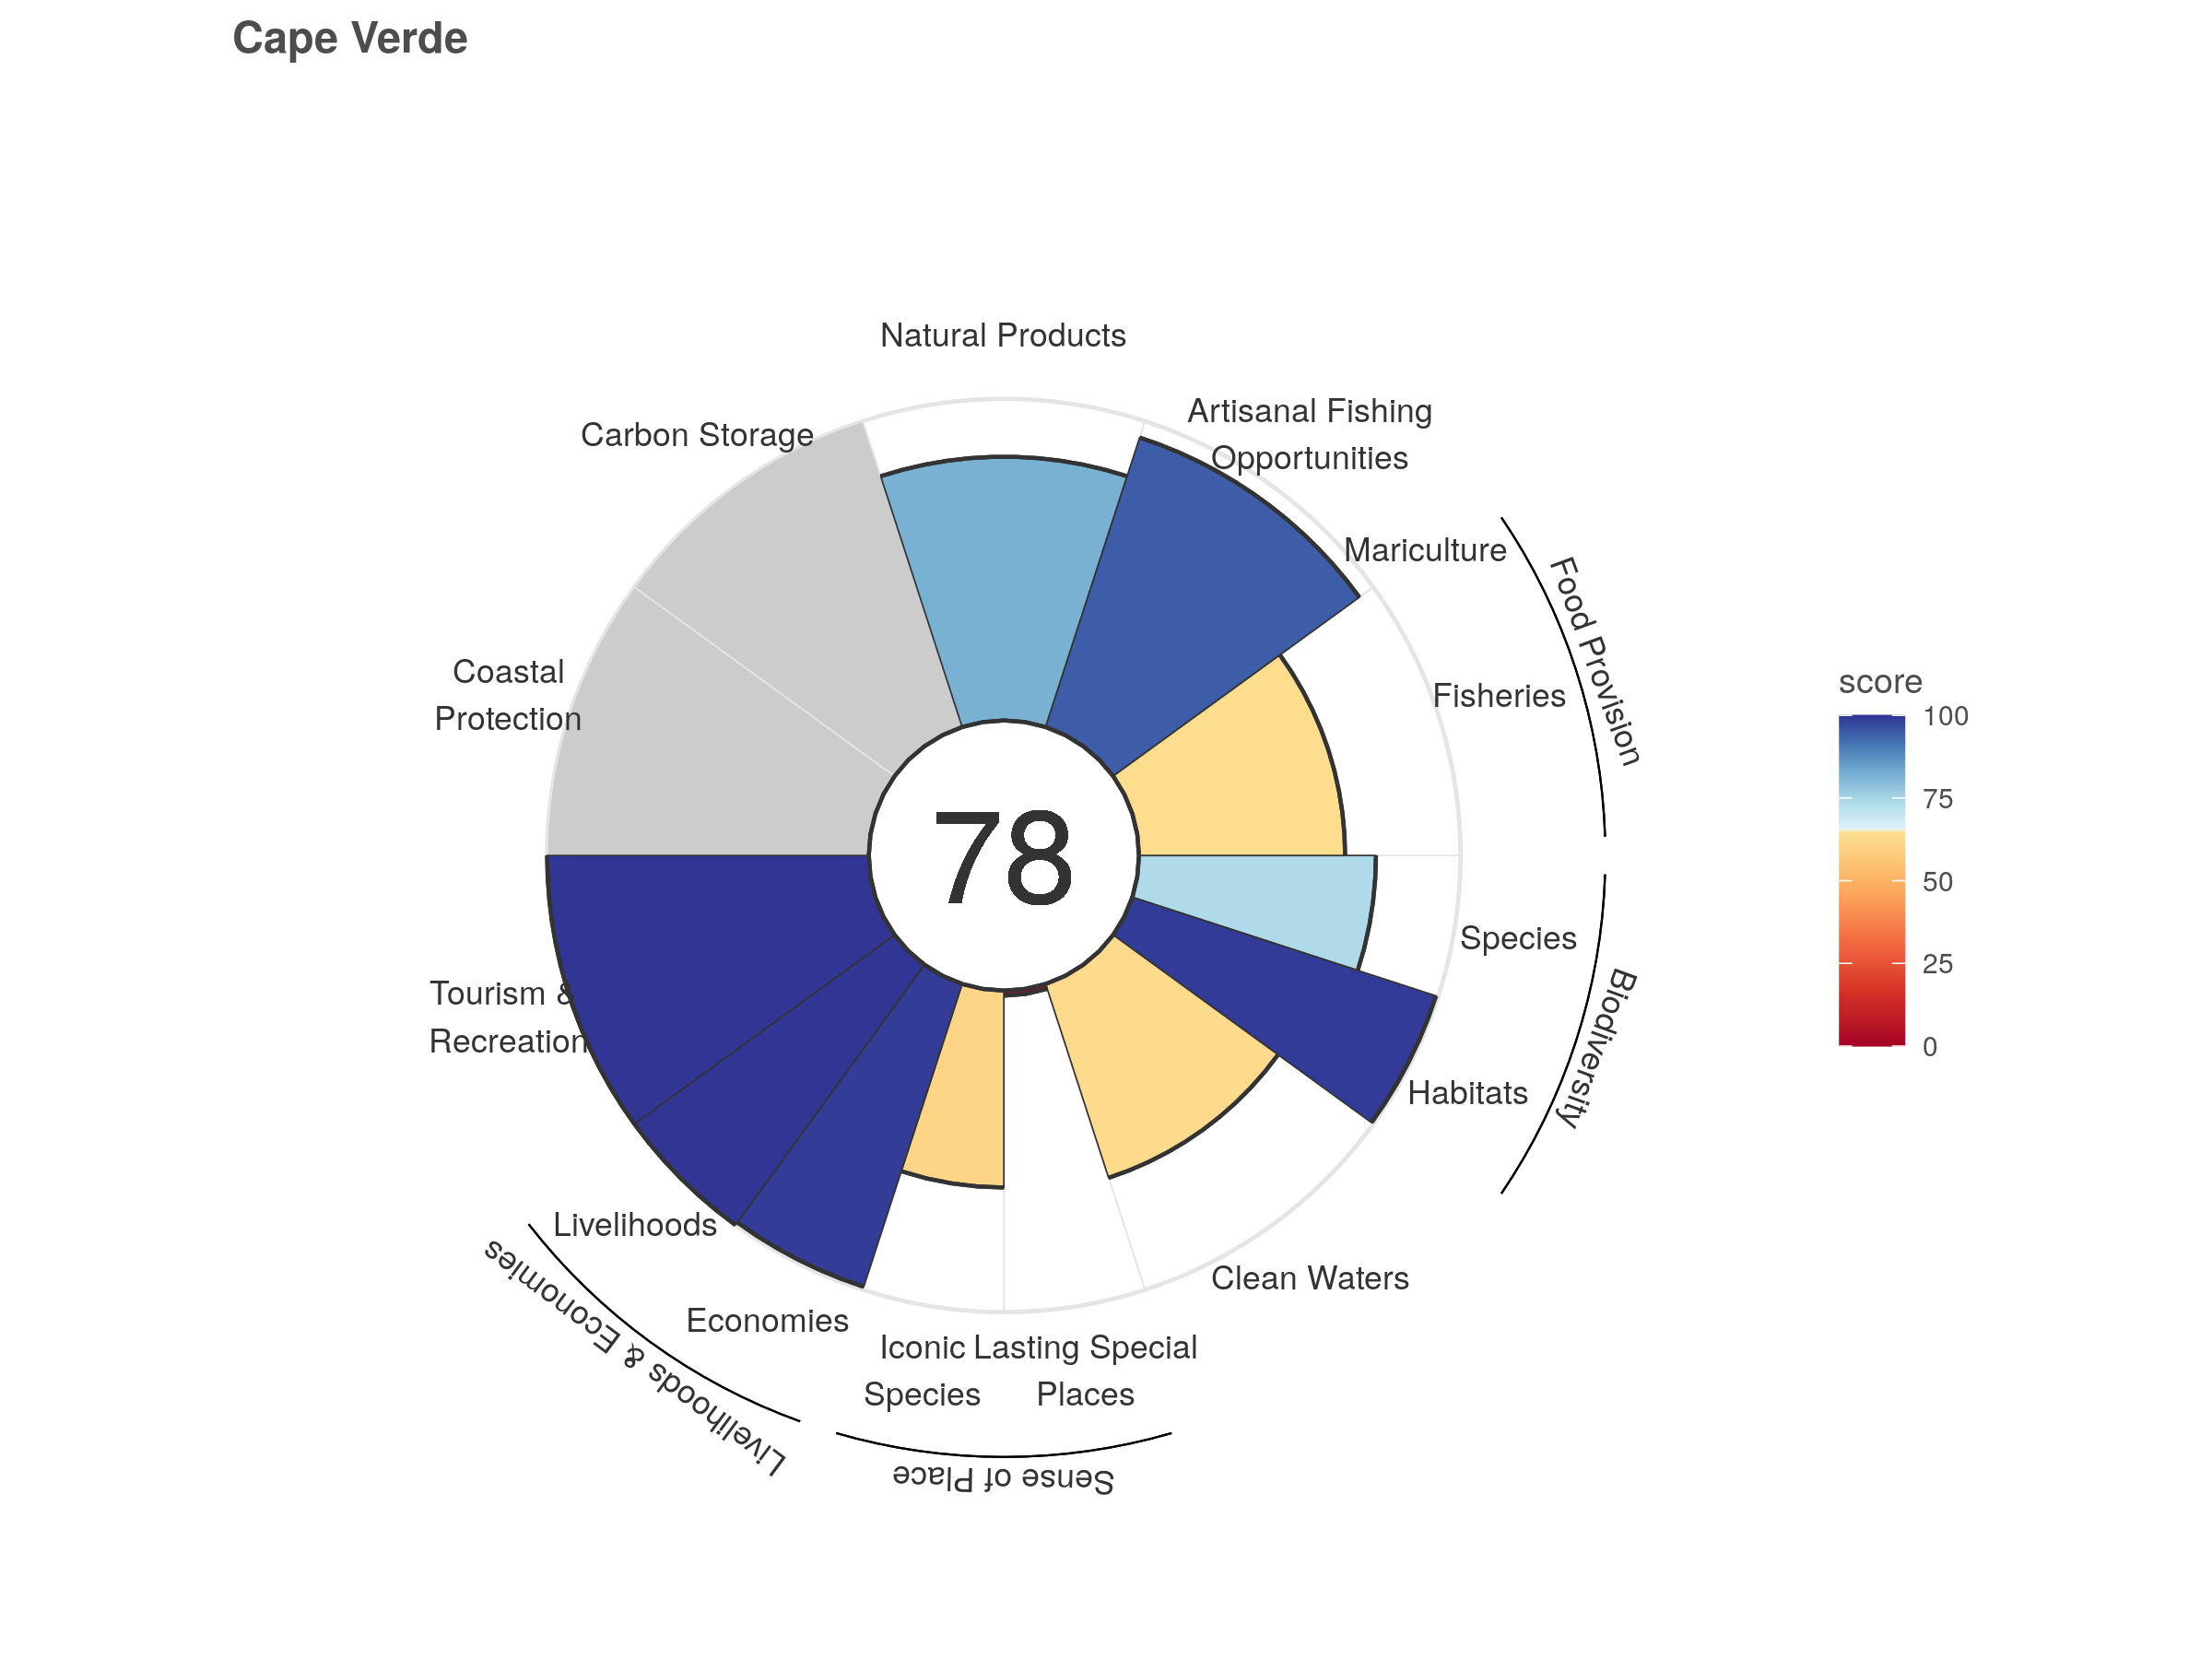 Cape Verde
Natural Products
Artisanal Fishing
Opportunities
Carbon Storage
Mariculture
Food Provision
Fisheries
Coastal
Protection
score
100
75
50
25
0
78
Species
Biodiversity
Habitats
Tourism &
Recreation
Livelihoods
Clean Waters
Economies
Iconic
Species
Lasting Special
Places
Livelihoods & Economies
Sense of Place